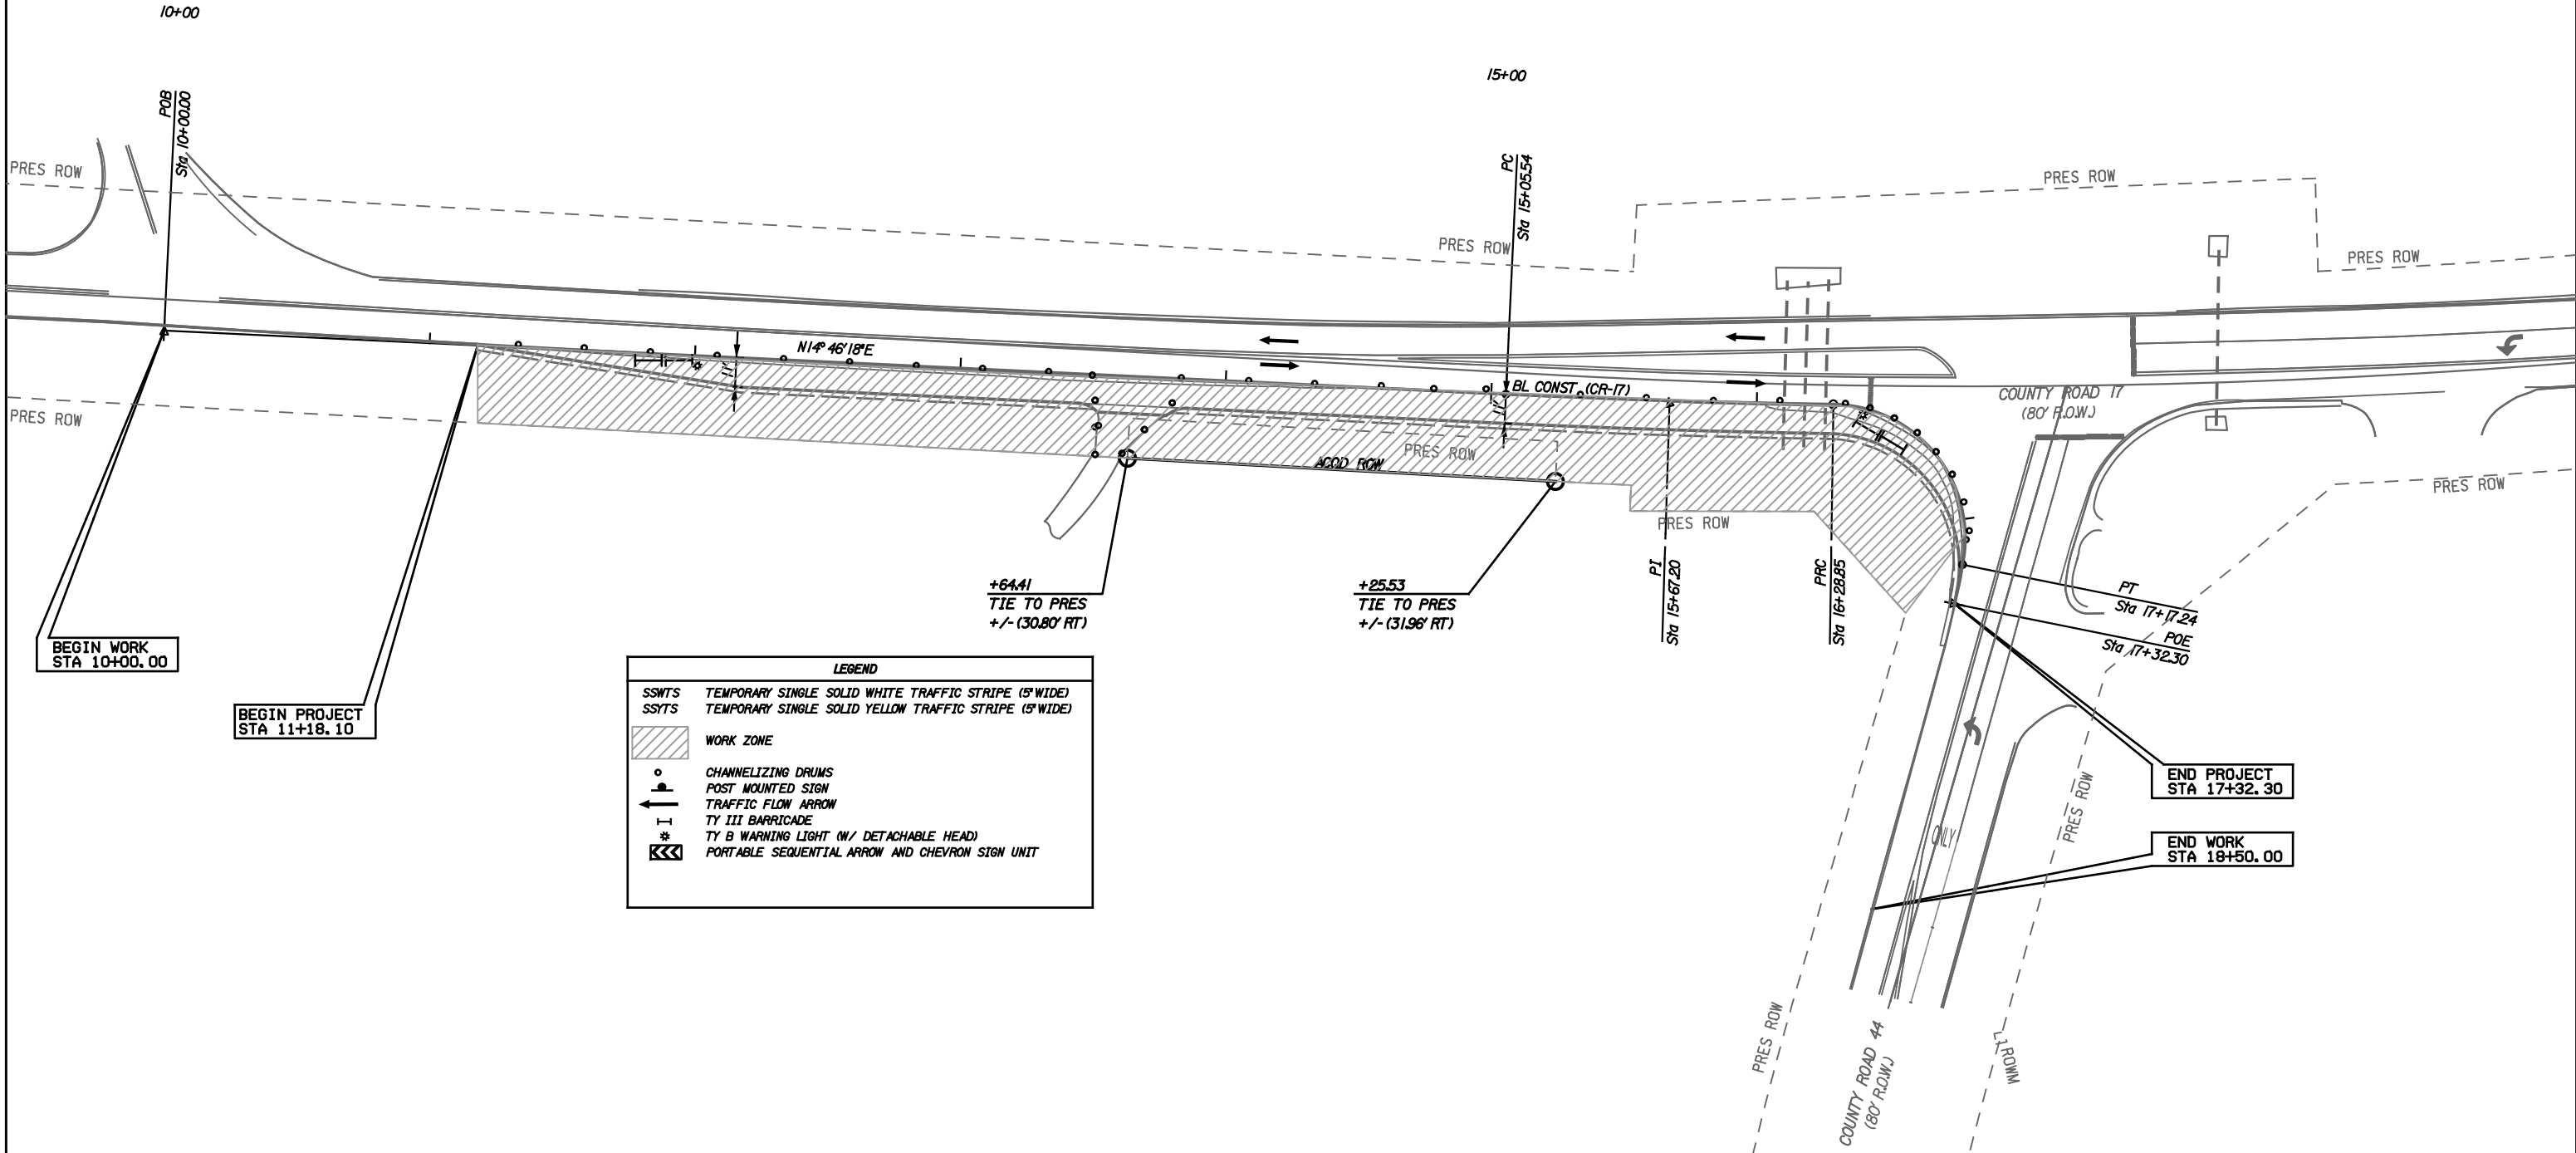 10+00
15+00
POB
Sta 10+00.00
PC
Sta 15+05.54
PRES ROW
PRES ROW
PRES ROW
PRES ROW
N14° 46' 18"E
11'
BL CONST. (CR-17)
11'
COUNTY ROAD 17
(80' R.O.W.)
PRES ROW
PRES ROW
ACQD ROW
PRES ROW
PRES ROW
+64.41
TIE TO PRES
+/- (30.80' RT)
+25.53
TIE TO PRES
+/- (31.96' RT)
PI
Sta 15+67.20
PRC
Sta 16+28.85
PT
Sta 17+17.24
POE
Sta 17+32.30
BEGIN WORK
STA 10+00.00
BEGIN PROJECT
STA 11+18.10
LEGEND
SSWTS TEMPORARY SINGLE SOLID WHITE TRAFFIC STRIPE (5" WIDE)
SSYTS TEMPORARY SINGLE SOLID YELLOW TRAFFIC STRIPE (5" WIDE)
WORK ZONE
CHANNELIZING DRUMS
POST MOUNTED SIGN
TRAFFIC FLOW ARROW
TY III BARRICADE
TY B WARNING LIGHT (W/ DETACHABLE HEAD)
PORTABLE SEQUENTIAL ARROW AND CHEVRON SIGN UNIT
END PROJECT
STA 17+32.30
END WORK
STA 18+50.00
ONLY
PRES ROW
PRES ROW
COUNTY ROAD 44
(80' R.O.W.)